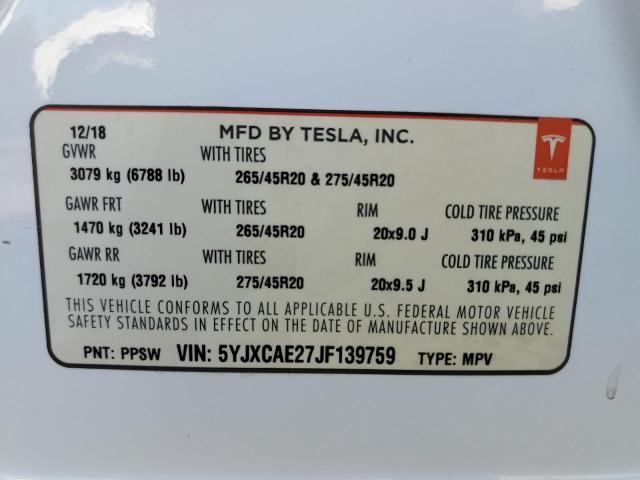 12/18 MFD BY TESLA, INC.
GVWR WITH TIRES
3079 kg (6788 lb) 265/45R20 & 275/45R20
TESLA
GAWR FRT WITH TIRES RIM COLD TIRE PRESSURE
1470 kg (3241 lb) 265/45R20 20x9.0 J 310 kPa, 45 psi
GAWR RR WITH TIRES RIM COLD TIRE PRESSURE
1720 kg (3792 lb) 275/45R20 20x9.5 J 310 kPa, 45 psi
THIS VEHICLE CONFORMS TO ALL APPLICABLE U.S. FEDERAL MOTOR VEHICLE
SAFETY STANDARDS IN EFFECT ON THE DATE OF MANUFACTURE SHOWN ABOVE.
PNT: PPSW VIN: 5YJXCAE27JF139759 TYPE: MPV